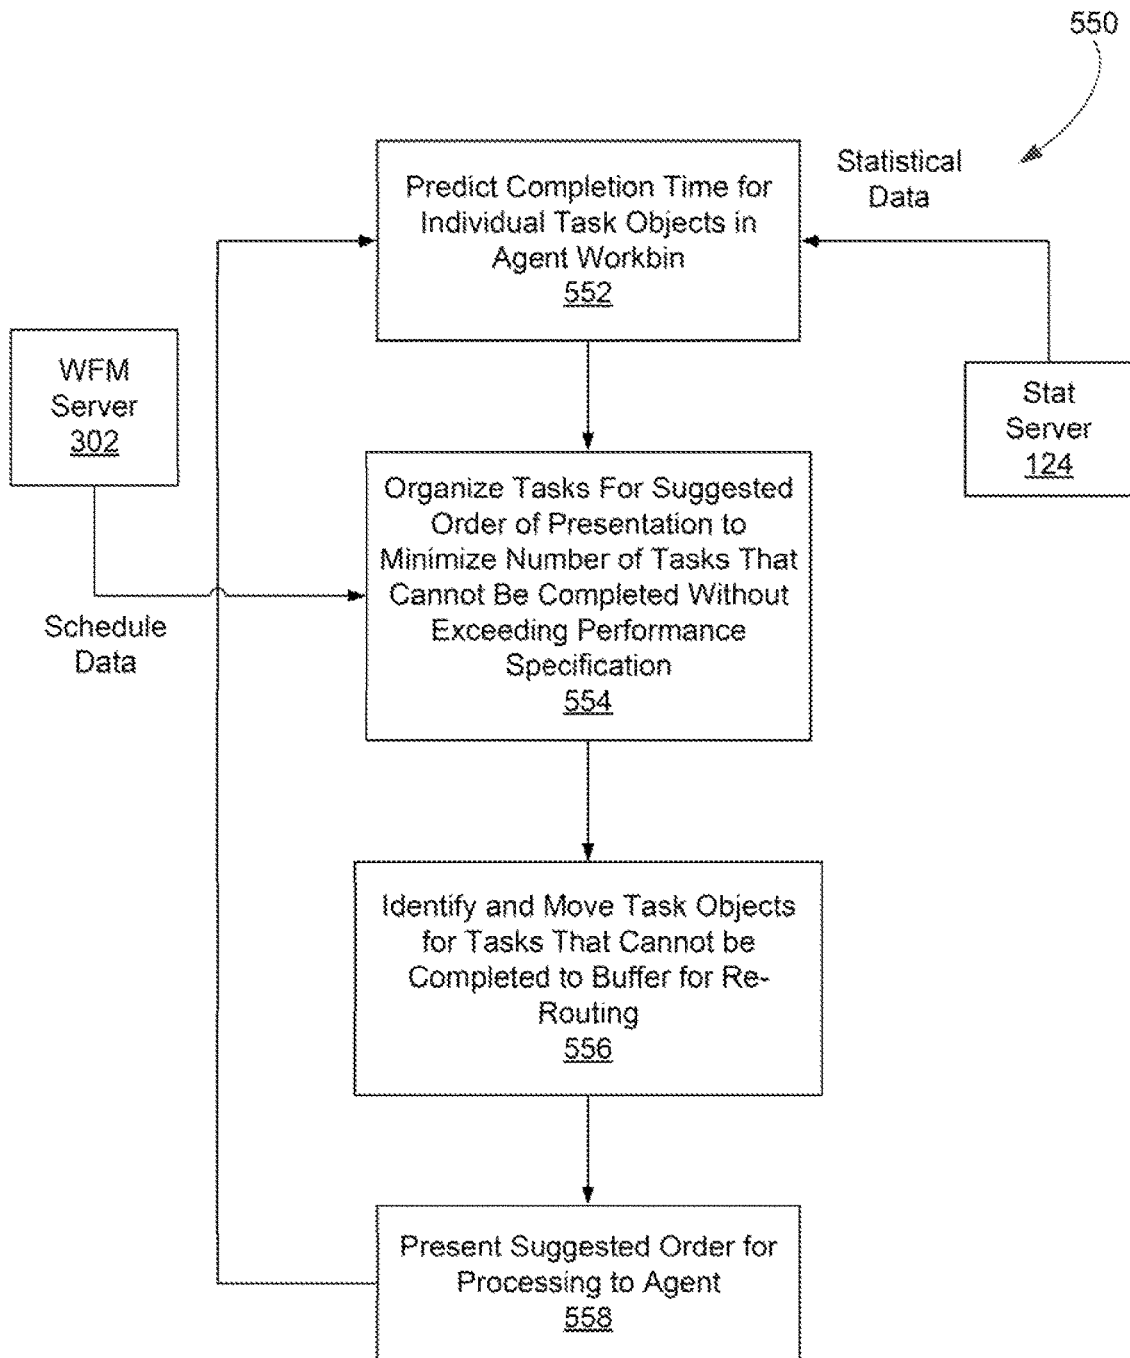 550
Statistical
Data
Predict Completion Time for
Individual Task Objects in
Agent Workbin
552
WFM
Server
302
Stat
Server
124
Organize Tasks For Suggested
Order of Presentation to
Minimize Number of Tasks That
Cannot Be Completed Without
Exceeding Performance
Specification
554
Schedule
Data
Identify and Move Task Objects
for Tasks That Cannot be
Completed to Buffer for Re-
Routing
556
Present Suggested Order for
Processing to Agent
558